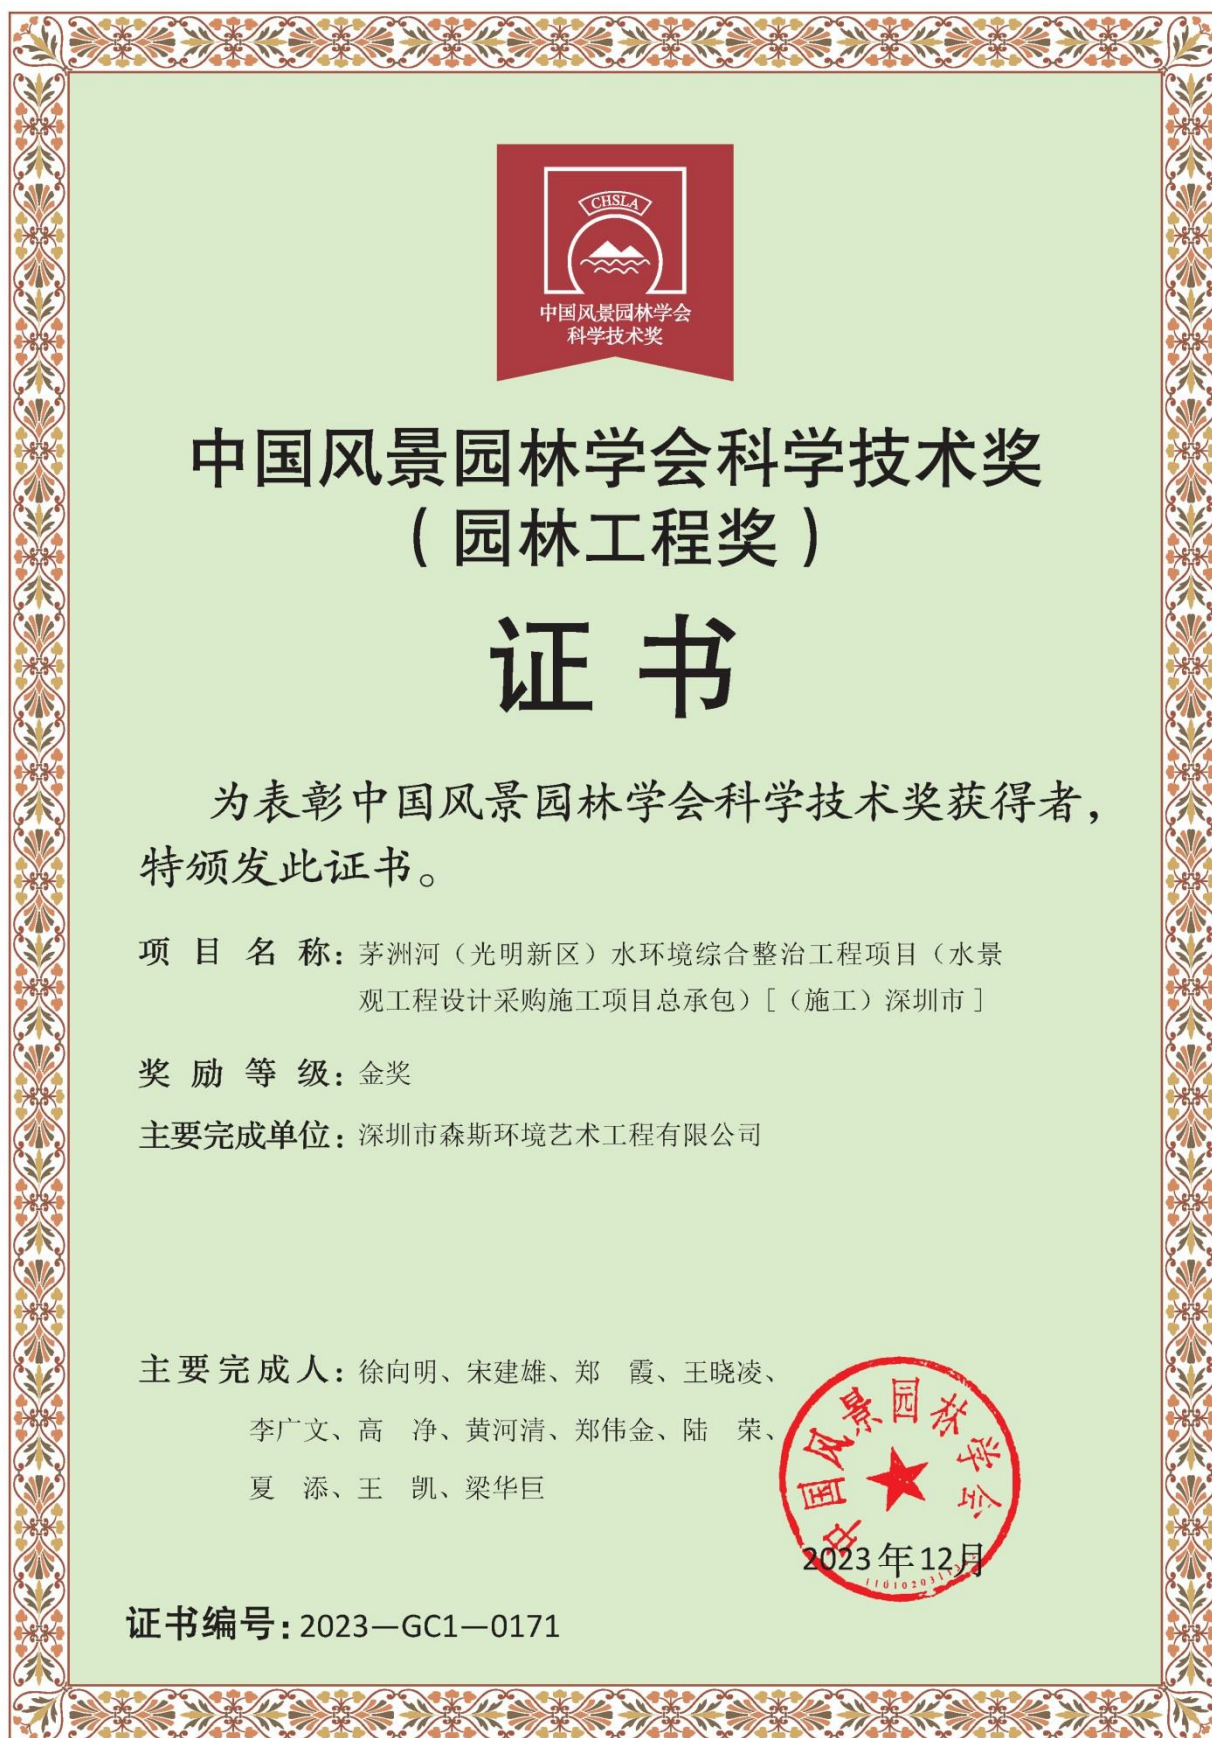 CHSLA
中国风景园林学会
科学技术奖
中国风景园林学会科学技术奖
（园林工程奖）
证书
为表彰中国风景园林学会科学技术奖获得者，
特颁发此证书。
项目名称：茅洲河（光明新区）水环境综合整治工程项目（水景
观工程设计采购施工项目总承包）［（施工）深圳市］
奖励等级：金奖
主要完成单位：深圳市森斯环境艺术工程有限公司
主要完成人：徐向明、宋建雄、郑　霞、王晓凌、
李广文、高　净、黄河清、郑伟金、陆　荣、
夏　添、王　凯、梁华巨
中国风景园林学会
2023年12月
证书编号：2023—GC1—0171